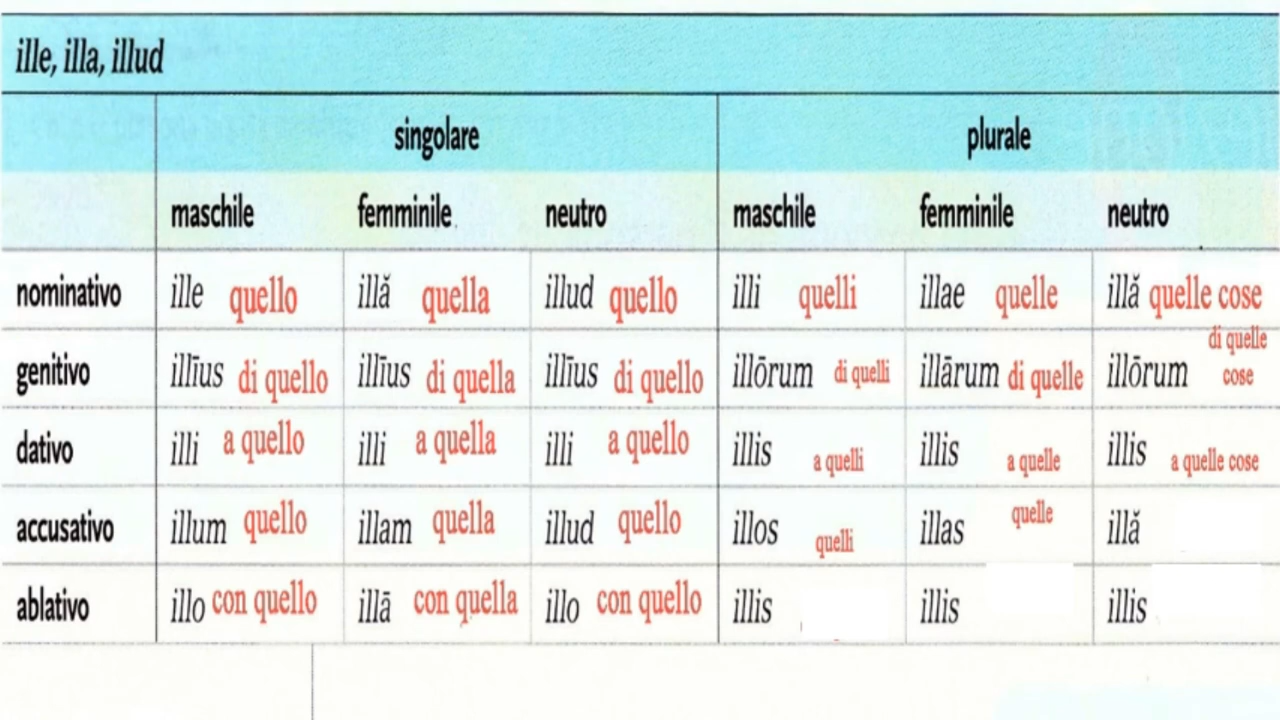 ille, illa, illud
singolare plurale
maschile femminile neutro maschile femminile neutro
nominativo ille quello illă quella illud quello illi quelli illae quelle illă quelle cose
genitivo illīus di quello illīus di quella illīus di quello illōrum di quelli illārum di quelle illōrum di quelle cose
dativo illi a quello illi a quella illi a quello illis a quelli illis a quelle illis a quelle cose
accusativo illum quello illam quella illud quello illos quelli illas quelle illă
ablativo illo con quello illā con quella illo con quello illis illis illis